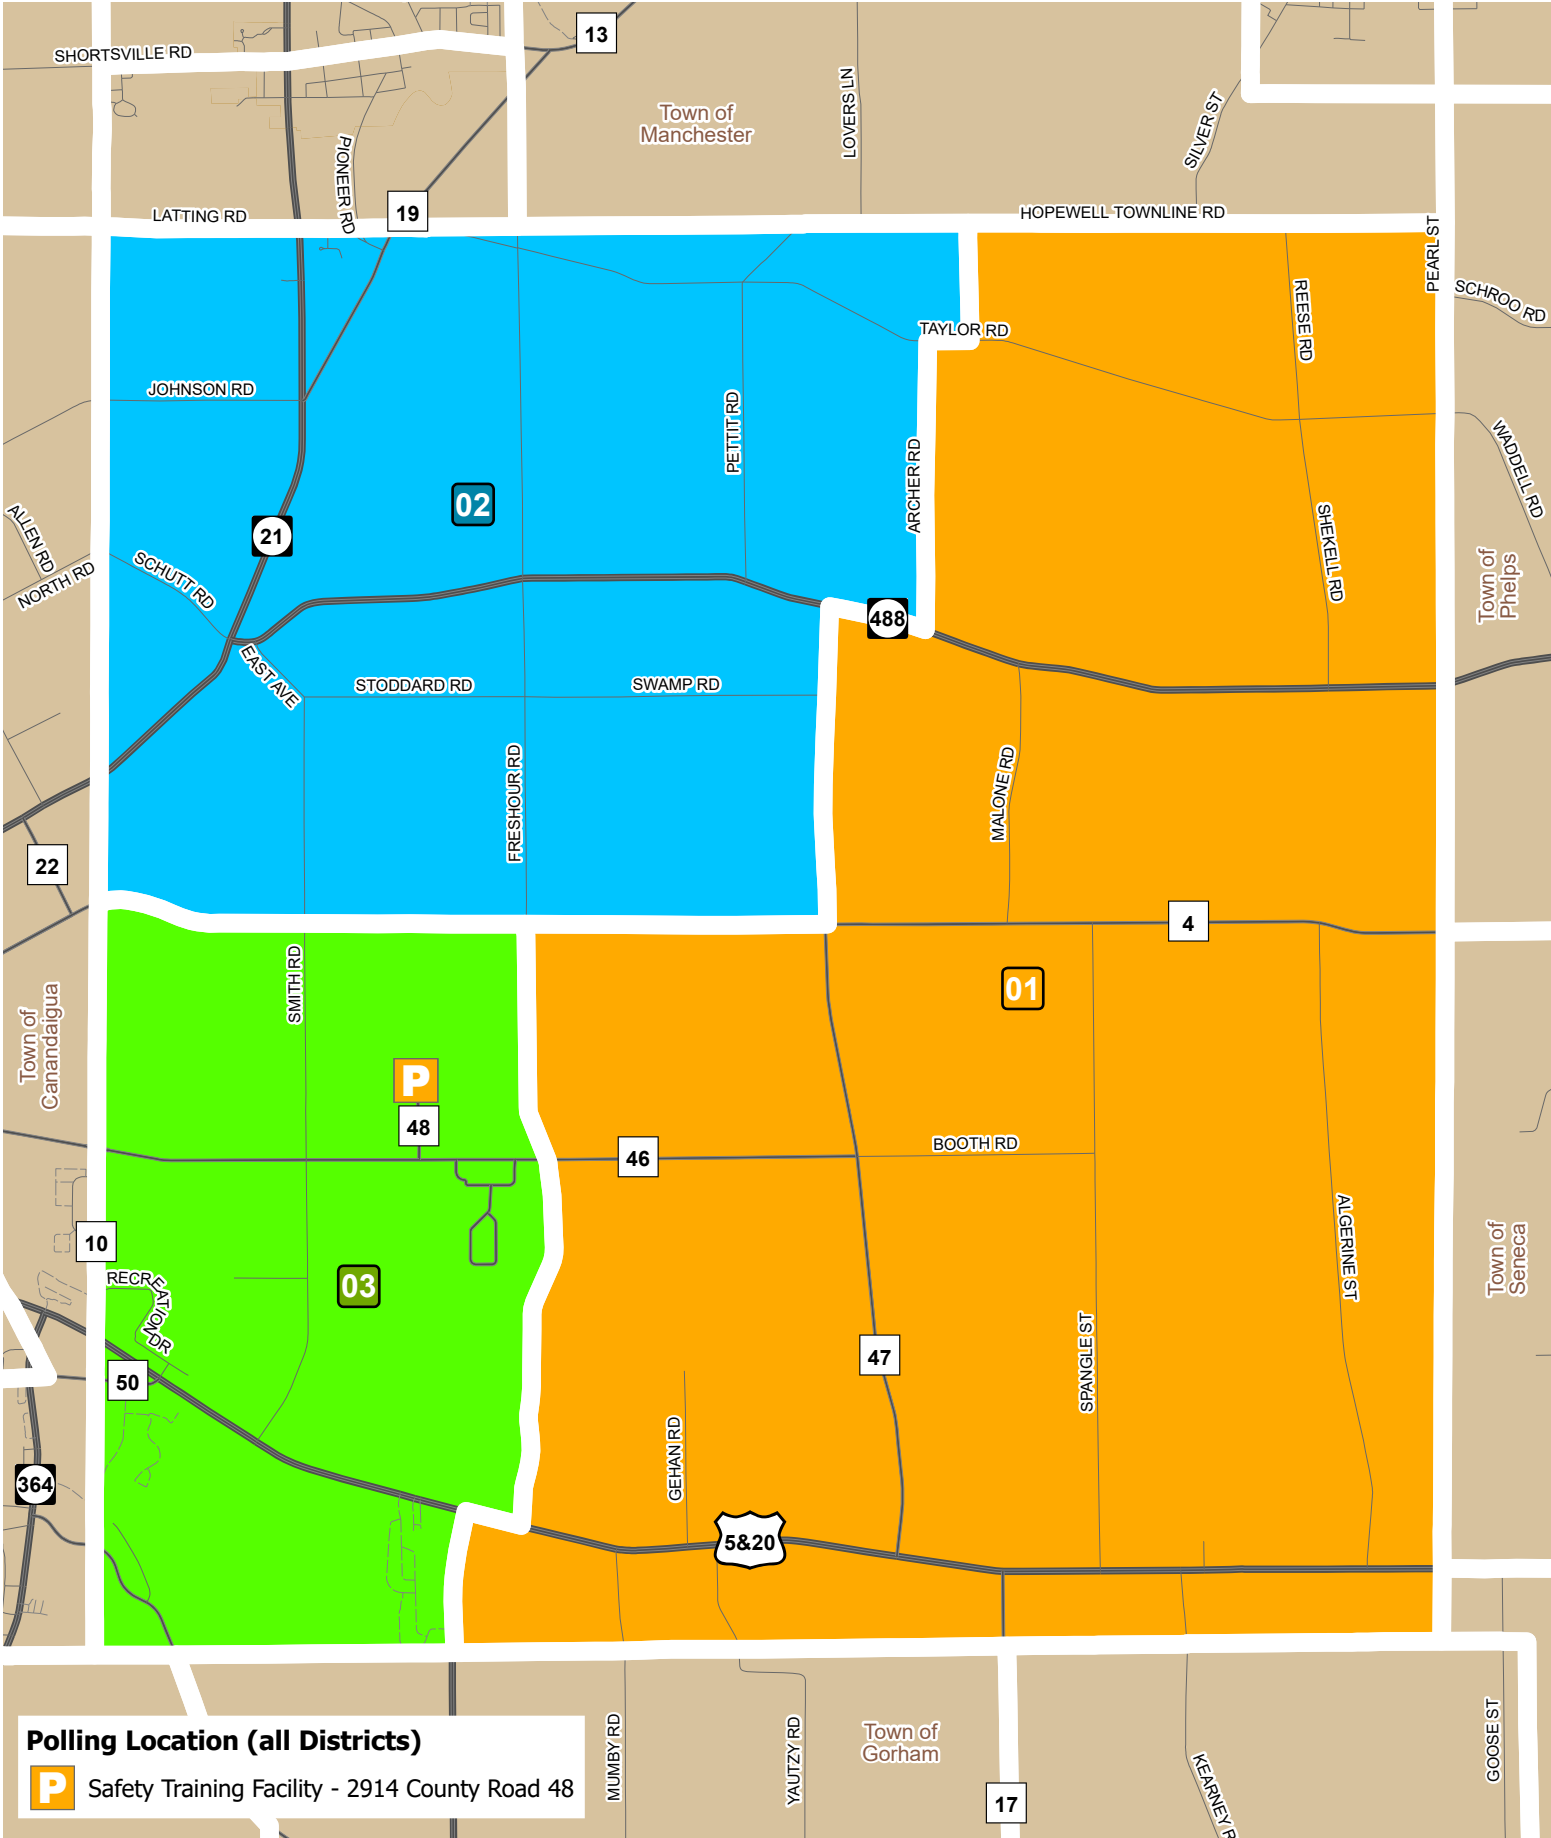 SHORTSVILLE RD
13
Town of
Manchester
LOVERS LN
SILVER ST
PIONEER RD
19
LATTING RD
HOPEWELL TOWNLINE RD
PEARL ST
SCHROO RD
REESE RD
TAYLOR RD
JOHNSON RD
PETTIT RD
ARCHER RD
WADDELL RD
02
21
ALLEN RD
NORTH RD
SCHUTT RD
SHEKELL RD
Town of
Phelps
488
EAST AVE
STODDARD RD
SWAMP RD
FRESHOUR RD
MALONE RD
22
4
SMITH RD
01
Town of
Canandaigua
P
48
46
BOOTH RD
ALGERINE ST
Town of
Seneca
10
RECREATION DR
03
50
47
SPANGLE ST
GEHAN RD
364
5&20
Polling Location (all Districts)
P Safety Training Facility - 2914 County Road 48
MUMBY RD
YAUTZY RD
Town of
Gorham
17
KEARNEY R
GOOSE ST